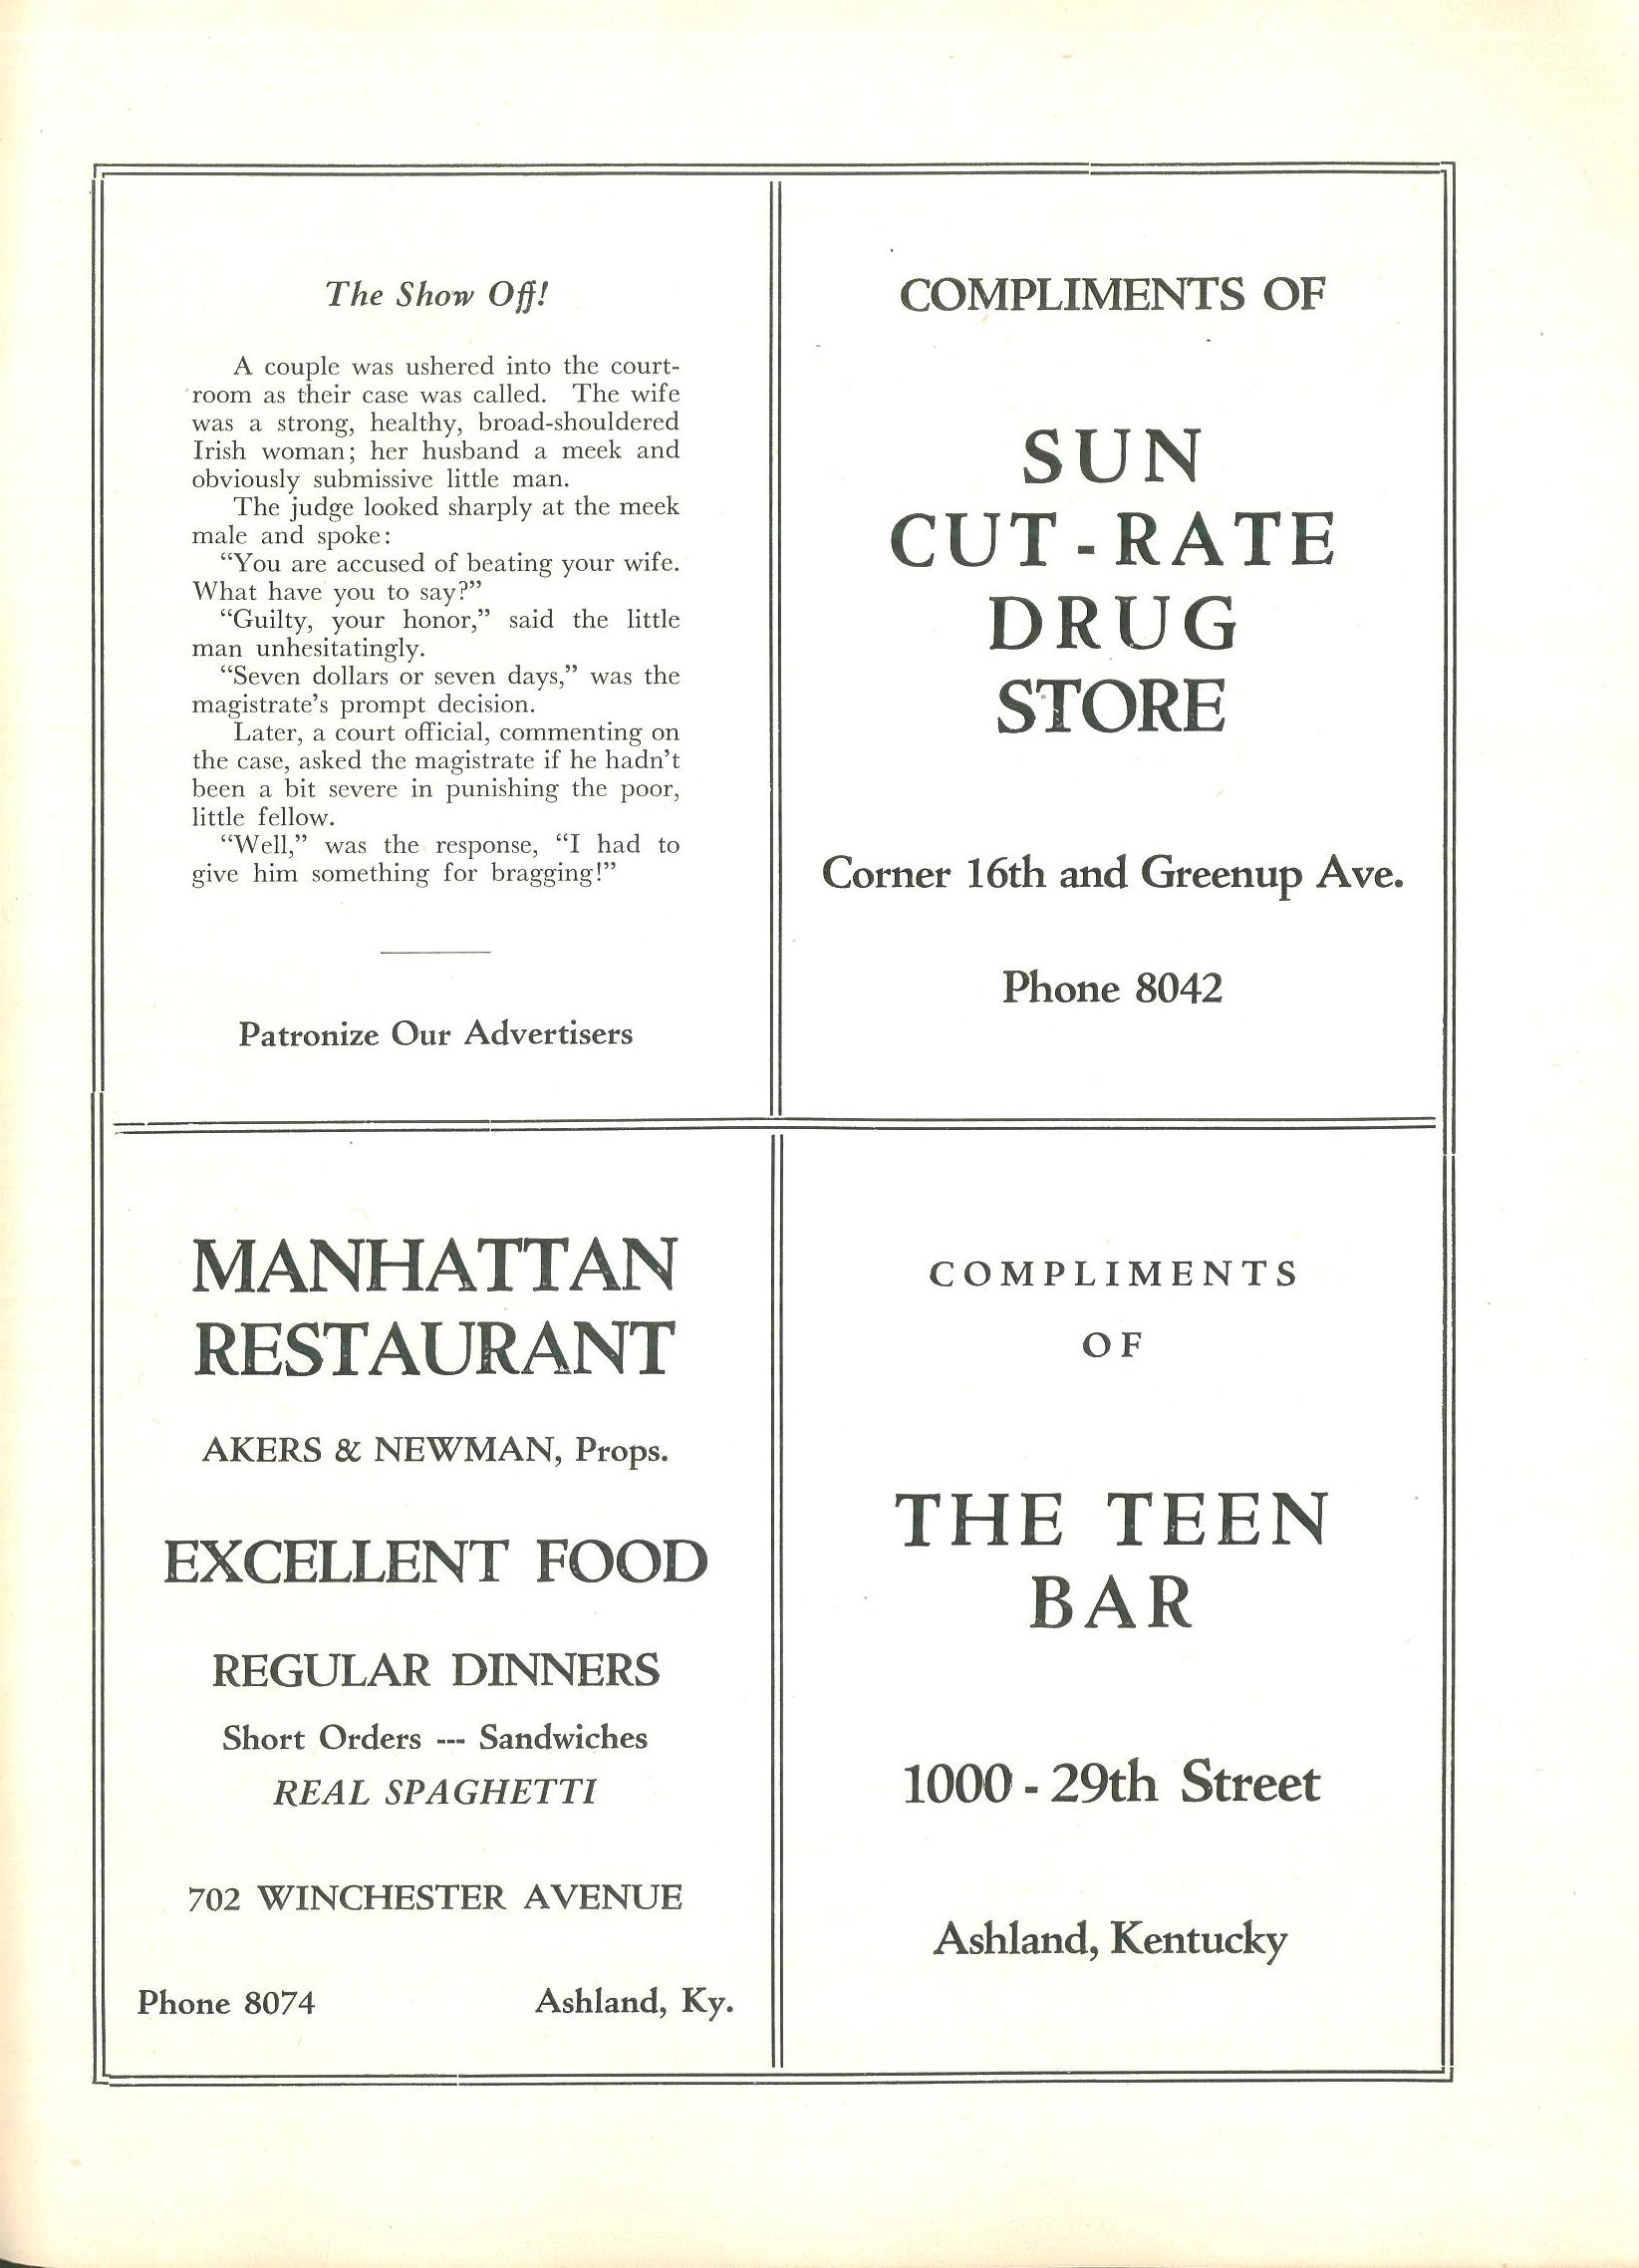 The Show Off!
A couple was ushered into the court-
room as their case was called. The wife
was a strong, healthy, broad-shouldered
Irish woman; her husband a meek and
obviously submissive little man.
The judge looked sharply at the meek
male and spoke:
“You are accused of beating your wife.
What have you to say?”
“Guilty, your honor,” said the little
man unhesitatingly.
“Seven dollars or seven days,” was the
magistrate’s prompt decision.
Later, a court official, commenting on
the case, asked the magistrate if he hadn’t
been a bit severe in punishing the poor,
little fellow.
“Well,” was the response, “I had to
give him something for bragging!”
Patronize Our Advertisers
COMPLIMENTS OF
SUN
CUT-RATE
DRUG
STORE
Corner 16th and Greenup Ave.
Phone 8042
MANHATTAN
RESTAURANT
AKERS & NEWMAN, Props.
EXCELLENT FOOD
REGULAR DINNERS
Short Orders --- Sandwiches
REAL SPAGHETTI
702 WINCHESTER AVENUE
Phone 8074 Ashland, Ky.
COMPLIMENTS
OF
THE TEEN
BAR
1000 - 29th Street
Ashland, Kentucky